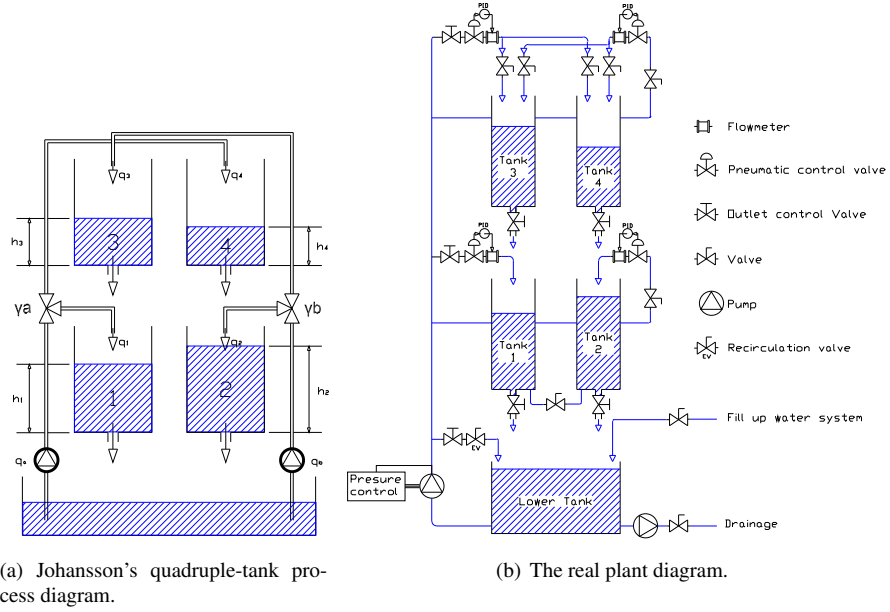 PID
PID
q₃
q₄
Tank
3
Tank
4
h₃
3
4
h₄
PID
PID
γa
γb
q₁
q₂
Tank
1
Tank
2
h₁
1
2
h₂
qₐ
q_b
EV
Presure
control
Lower Tank
Flowmeter
Pneumatic control valve
Outlet control Valve
Valve
Pump
Recirculation valve
EV
Fill up water system
Drainage
(a) Johansson's quadruple-tank pro-
cess diagram.
(b) The real plant diagram.